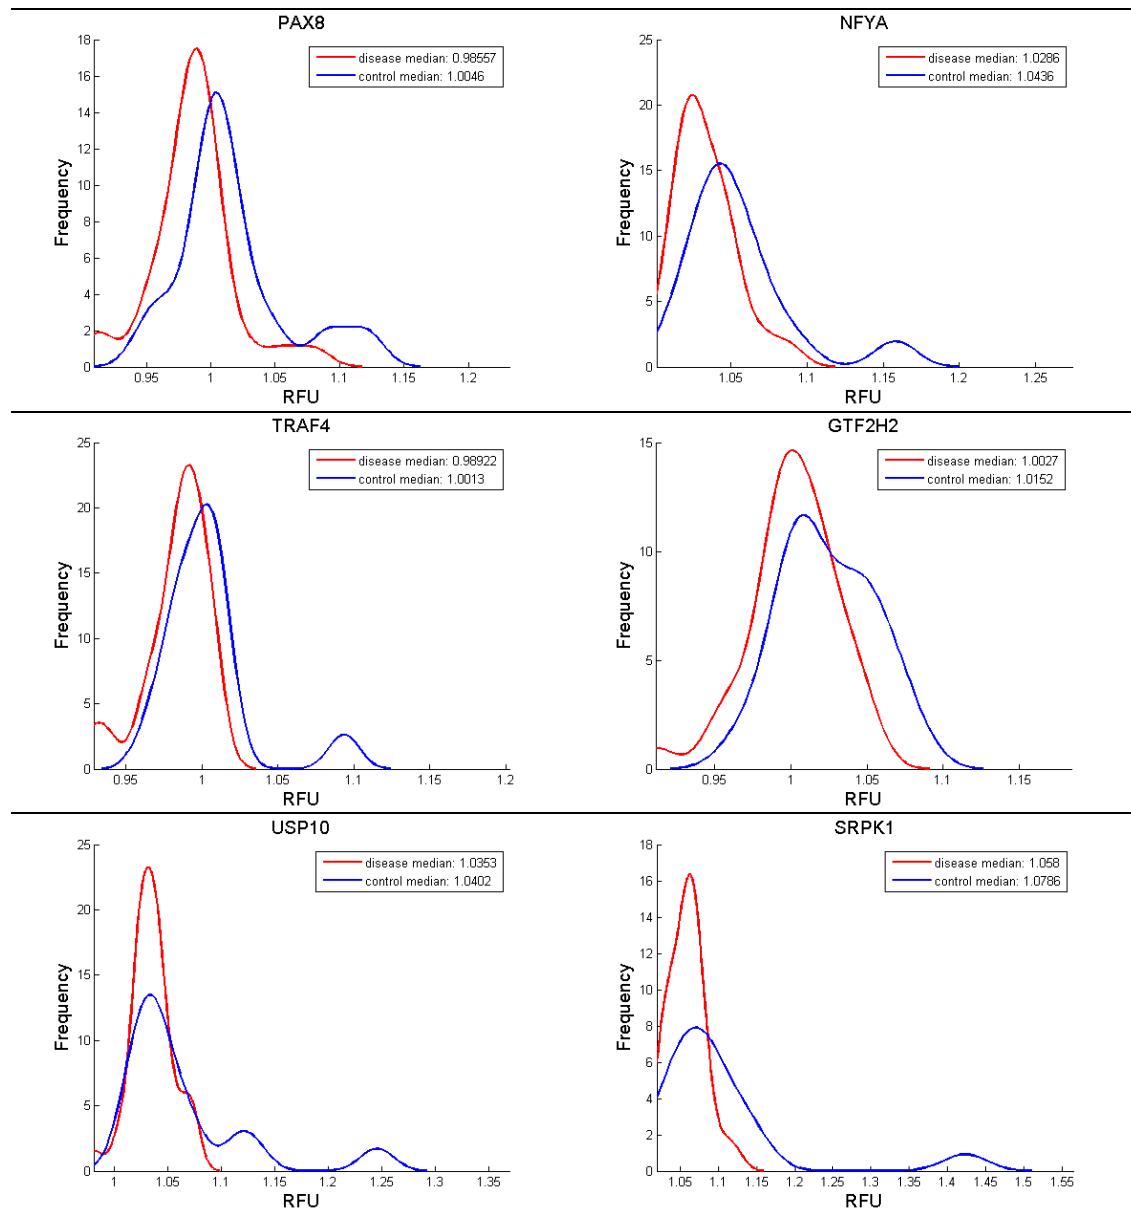 PAX8
18
16
14
12
10
8
6
4
2
0
Frequency
disease median: 0.98557
control median: 1.0046
0.95 1 1.05 1.1 1.15 1.2
RFU
NFYA
25
20
15
10
5
0
Frequency
disease median: 1.0286
control median: 1.0436
1.05 1.1 1.15 1.2 1.25
RFU
TRAF4
25
20
15
10
5
0
Frequency
disease median: 0.98922
control median: 1.0013
0.95 1 1.05 1.1 1.15 1.2
RFU
GTF2H2
15
10
5
0
Frequency
disease median: 1.0027
control median: 1.0152
0.95 1 1.05 1.1 1.15
RFU
USP10
25
20
15
10
5
0
Frequency
disease median: 1.0353
control median: 1.0402
1 1.05 1.1 1.15 1.2 1.25 1.3 1.35
RFU
SRPK1
18
16
14
12
10
8
6
4
2
0
Frequency
disease median: 1.058
control median: 1.0786
1.05 1.1 1.15 1.2 1.25 1.3 1.35 1.4 1.45 1.5 1.55
RFU